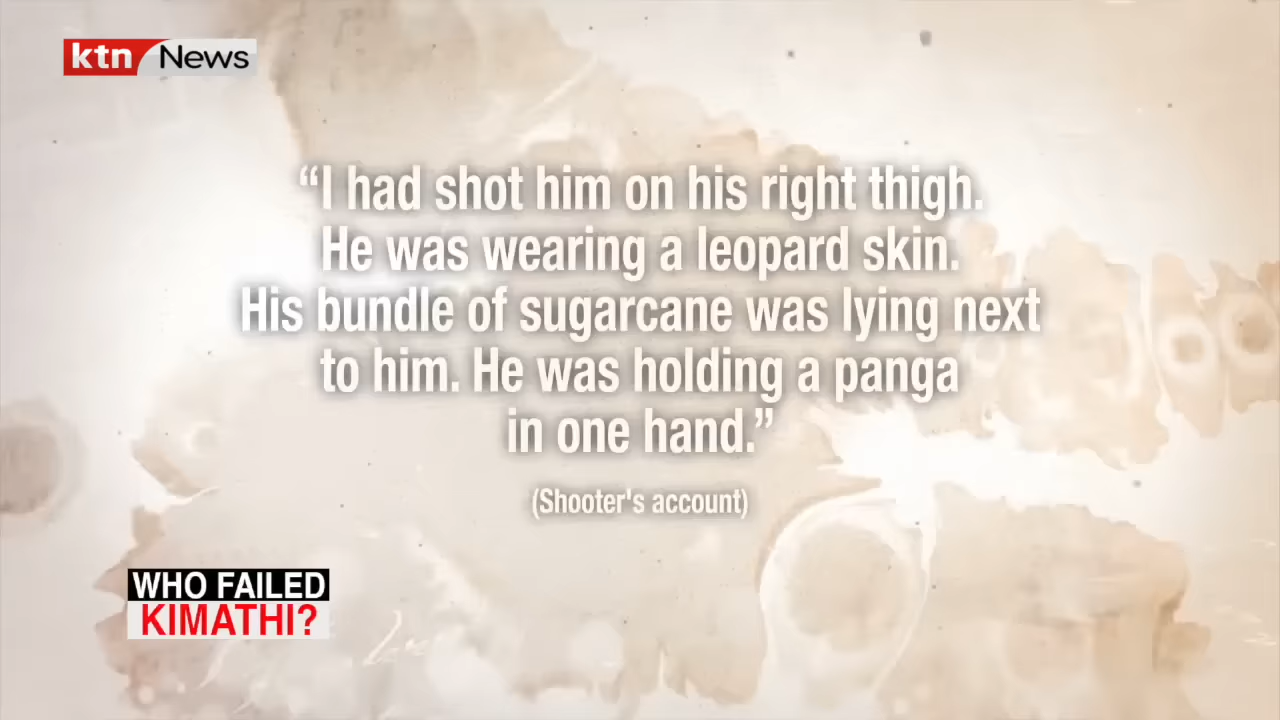 ktn News
“I had shot him on his right thigh.
He was wearing a leopard skin.
His bundle of sugarcane was lying next
to him. He was holding a panga
in one hand.”
(Shooter's account)
WHO FAILED
KIMATHI?